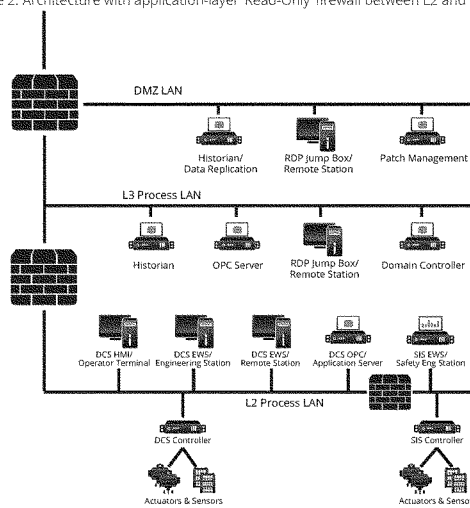 e 2. Architecture with application-layer 'Read-Only' firewall between L2 and
DMZ LAN
Historian/
Data Replication
RDP Jump Box/
Remote Station
Patch Management
L3 Process LAN
Historian
OPC Server
RDP Jump Box/
Remote Station
Domain Controller
DCS HMI/
Operator Terminal
DCS EWS/
Engineering Station
DCS EWS/
Remote Station
DCS OPC/
Application Server
SIS EWS/
Safety Eng Station
L2 Process LAN
DCS Controller
SIS Controller
Actuators & Sensors
Actuators & Senso